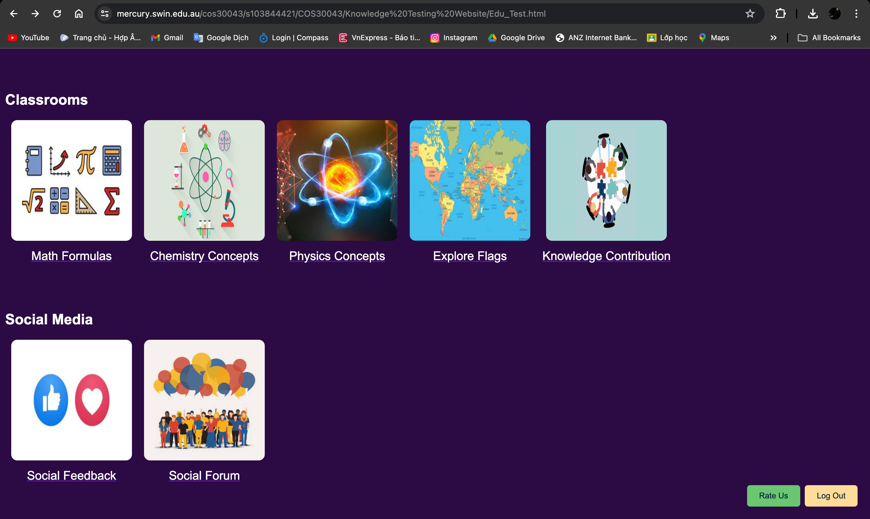 mercury.swin.edu.au/cos30043/s103844421/COS30043/Knowledge%20Testing%20Website/Edu_Test.html
YouTube Trang chủ - Hợp Â... Gmail Google Dịch Login | Compass VnExpress - Báo ti... Instagram Google Drive ANZ Internet Bank... Lớp học Maps » All Bookmarks
Classrooms
π
√2 Σ
Math Formulas Chemistry Concepts Physics Concepts Explore Flags Knowledge Contribution
Social Media
Social Feedback Social Forum
Rate Us Log Out